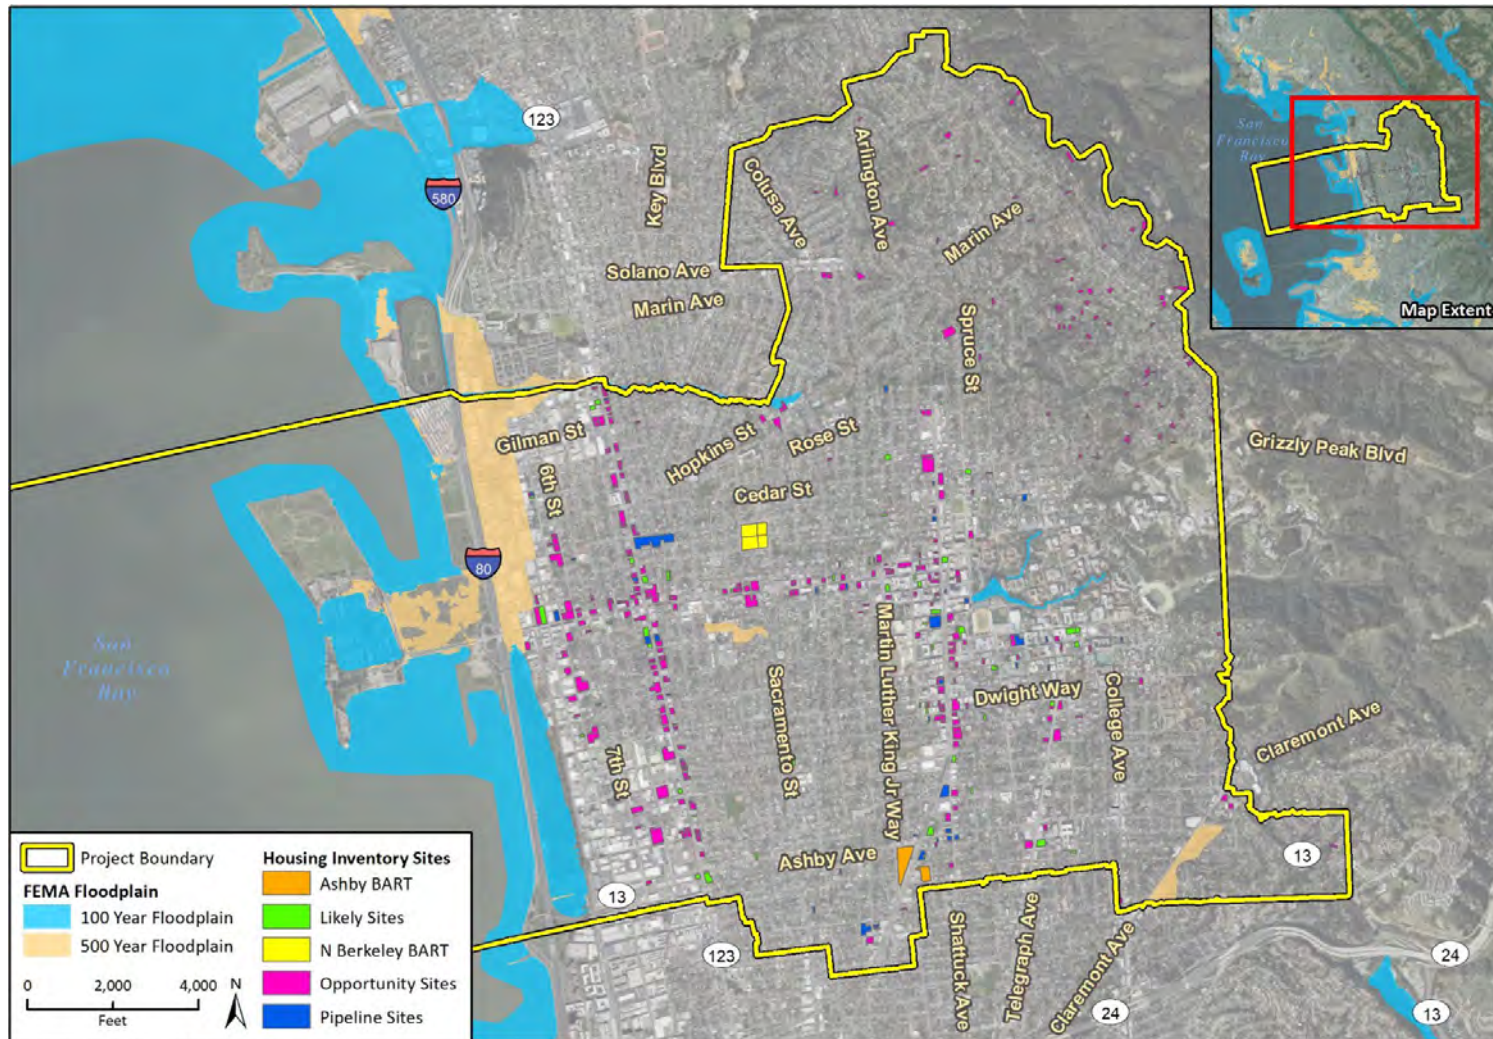 123
580
Key Blvd
Colusa Ave
Arlington Ave
Marin Ave
Solano Ave
Marin Ave
Spruce St
San
Francisco
Bay
Map Extent
Gilman St
Hopkins St
Rose St
Grizzly Peak Blvd
6th St
Cedar St
80
San
Francisco
Bay
Sacramento St
Martin Luther King Jr Way
Dwight Way
College Ave
Claremont Ave
7th St
Ashby Ave
13
13
123
Shattuck Ave
Telegraph Ave
Claremont Ave
24
24
13
Project Boundary
FEMA Floodplain
100 Year Floodplain
500 Year Floodplain
0 2,000 4,000
Feet
N
Housing Inventory Sites
Ashby BART
Likely Sites
N Berkeley BART
Opportunity Sites
Pipeline Sites